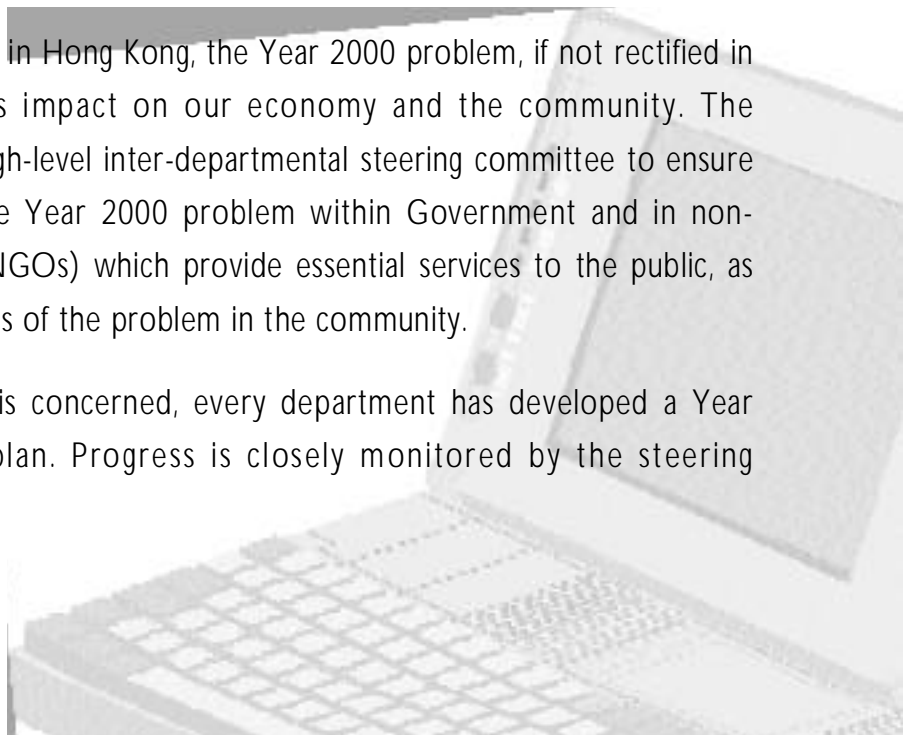 in Hong Kong, the Year 2000 problem, if not rectified in
s impact on our economy and the community. The
gh-level inter-departmental steering committee to ensure
e Year 2000 problem within Government and in non-
NGOs) which provide essential services to the public, as
s of the problem in the community.
is concerned, every department has developed a Year
plan. Progress is closely monitored by the steering